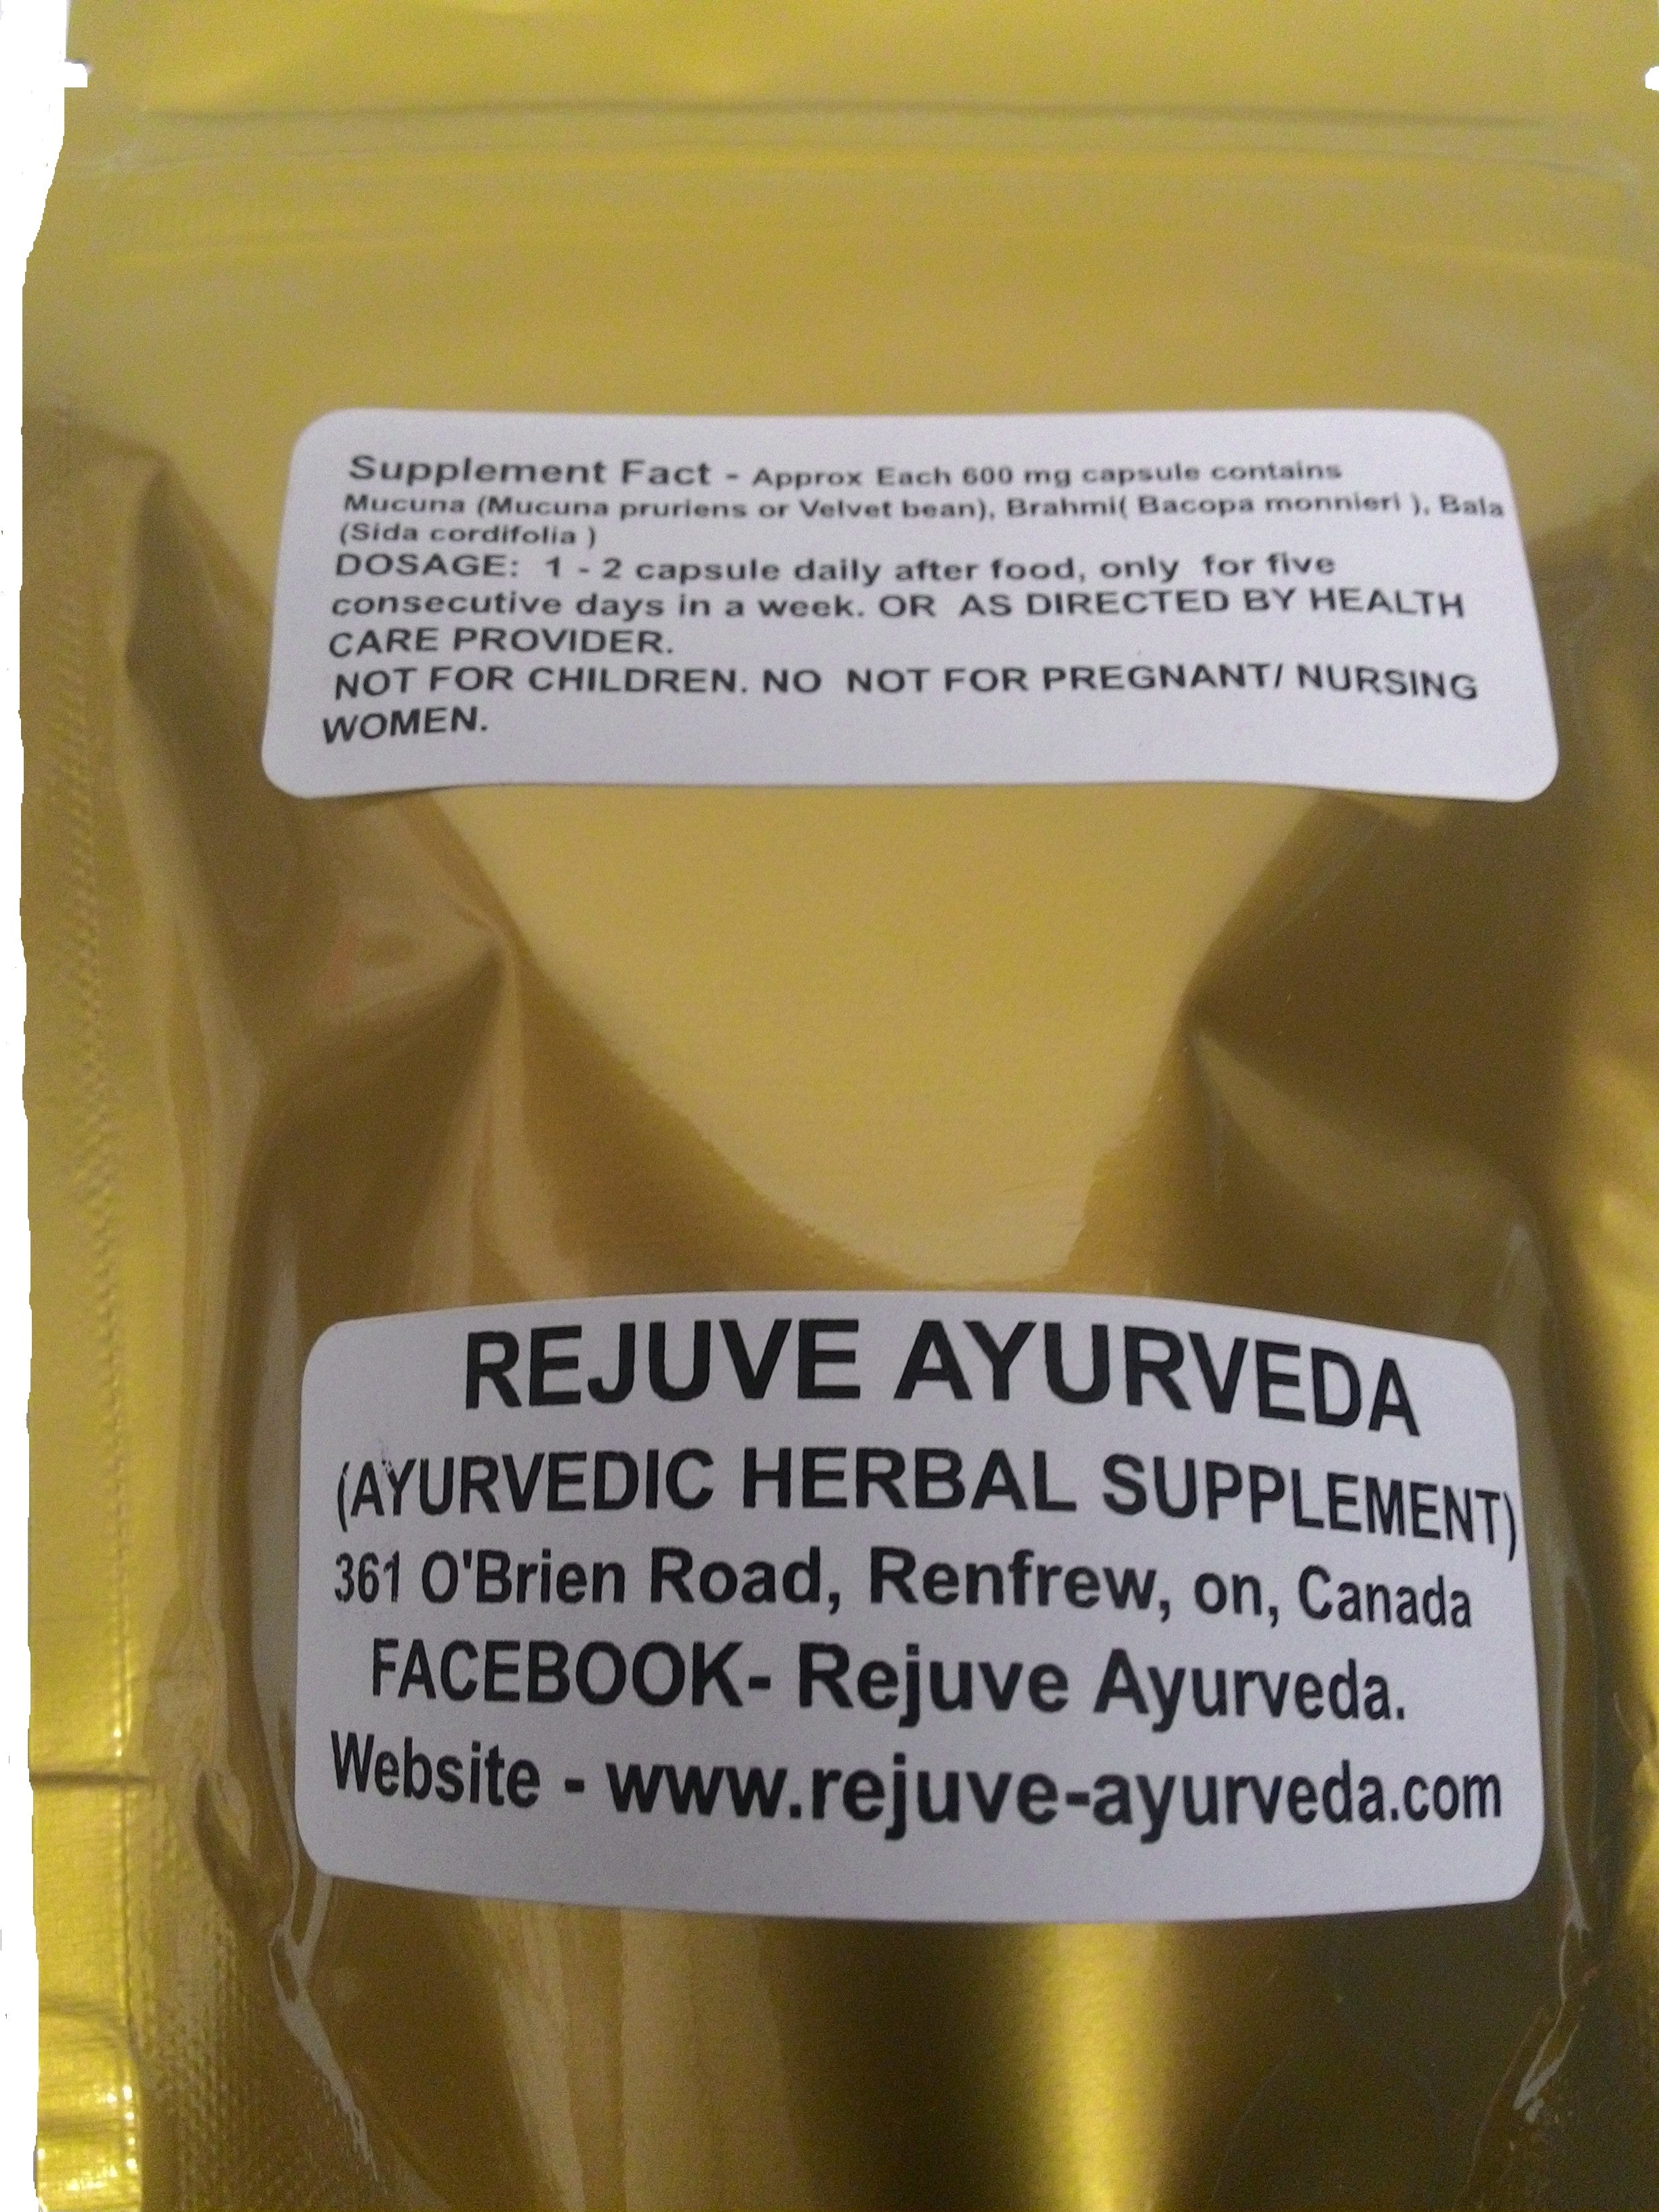 Supplement Fact - Approx Each 600 mg capsule contains
Mucuna (Mucuna pruriens or Velvet bean), Brahmi( Bacopa monnieri ), Bala
(Sida cordifolia )
DOSAGE: 1 - 2 capsule daily after food, only for five
consecutive days in a week. OR AS DIRECTED BY HEALTH
CARE PROVIDER.
NOT FOR CHILDREN. NO NOT FOR PREGNANT/ NURSING
WOMEN.
REJUVE AYURVEDA
(AYURVEDIC HERBAL SUPPLEMENT)
361 O'Brien Road, Renfrew, on, Canada
FACEBOOK- Rejuve Ayurveda.
Website - www.rejuve-ayurveda.com